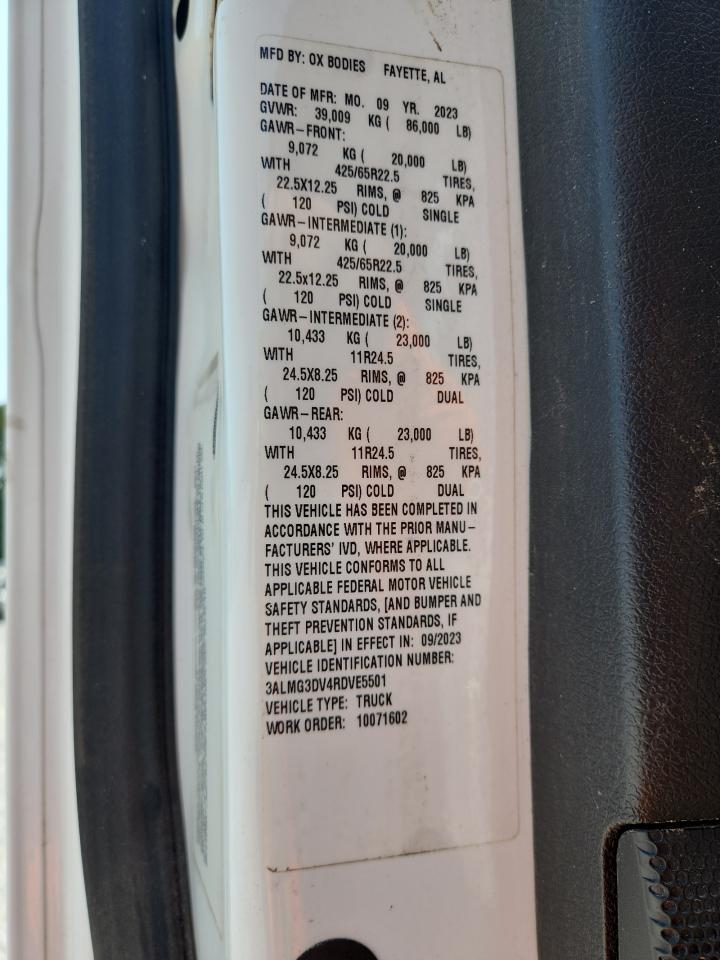 MFD BY: OX BODIES FAYETTE, AL
DATE OF MFR: MO. 09 YR. 2023
GVWR: 39,009 KG ( 86,000 LB)
GAWR-FRONT:
9,072 KG ( 20,000 LB)
WITH 425/65R22.5 TIRES,
22.5X12.25 RIMS, @ 825 KPA
( 120 PSI) COLD SINGLE
GAWR-INTERMEDIATE (1):
9,072 KG ( 20,000 LB)
WITH 425/65R22.5 TIRES,
22.5x12.25 RIMS, @ 825 KPA
( 120 PSI) COLD SINGLE
GAWR-INTERMEDIATE (2):
10,433 KG ( 23,000 LB)
WITH 11R24.5 TIRES,
24.5X8.25 RIMS, @ 825 KPA
( 120 PSI) COLD DUAL
GAWR-REAR:
10,433 KG ( 23,000 LB)
WITH 11R24.5 TIRES,
24.5X8.25 RIMS, @ 825 KPA
( 120 PSI) COLD DUAL
THIS VEHICLE HAS BEEN COMPLETED IN
ACCORDANCE WITH THE PRIOR MANU-
FACTURERS' IVD, WHERE APPLICABLE.
THIS VEHICLE CONFORMS TO ALL
APPLICABLE FEDERAL MOTOR VEHICLE
SAFETY STANDARDS, [AND BUMPER AND
THEFT PREVENTION STANDARDS, IF
APPLICABLE] IN EFFECT IN: 09/2023
VEHICLE IDENTIFICATION NUMBER:
3ALMG3DV4RDVE5501
VEHICLE TYPE: TRUCK
WORK ORDER: 10071602